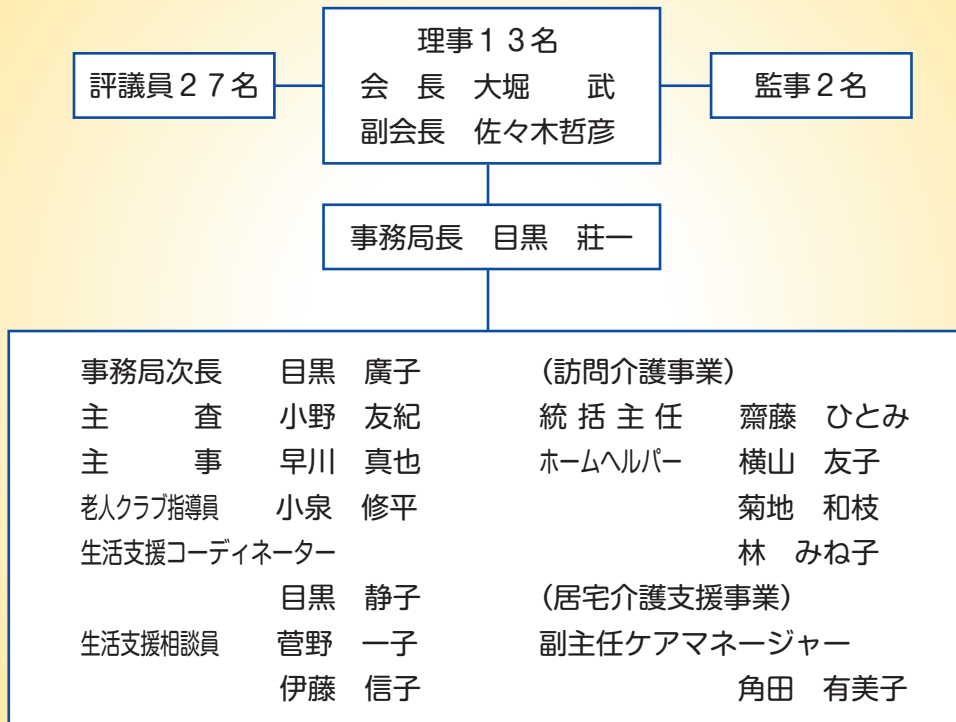 理事１３名
会　長　大堀　　武
副会長　佐々木哲彦
評議員２７名
監事２名
事務局長　目黒　莊一
事務局次長　目黒　廣子
主　　　査　小野　友紀
主　　　事　早川　真也
老人クラブ指導員　小泉　修平
生活支援コーディネーター
目黒　静子
生活支援相談員　菅野　一子
伊藤　信子
（訪問介護事業）
統 括 主 任　齋藤　ひとみ
ホームヘルパー　横山　友子
菊地　和枝
林　みね子
（居宅介護支援事業）
副主任ケアマネージャー
角田　有美子